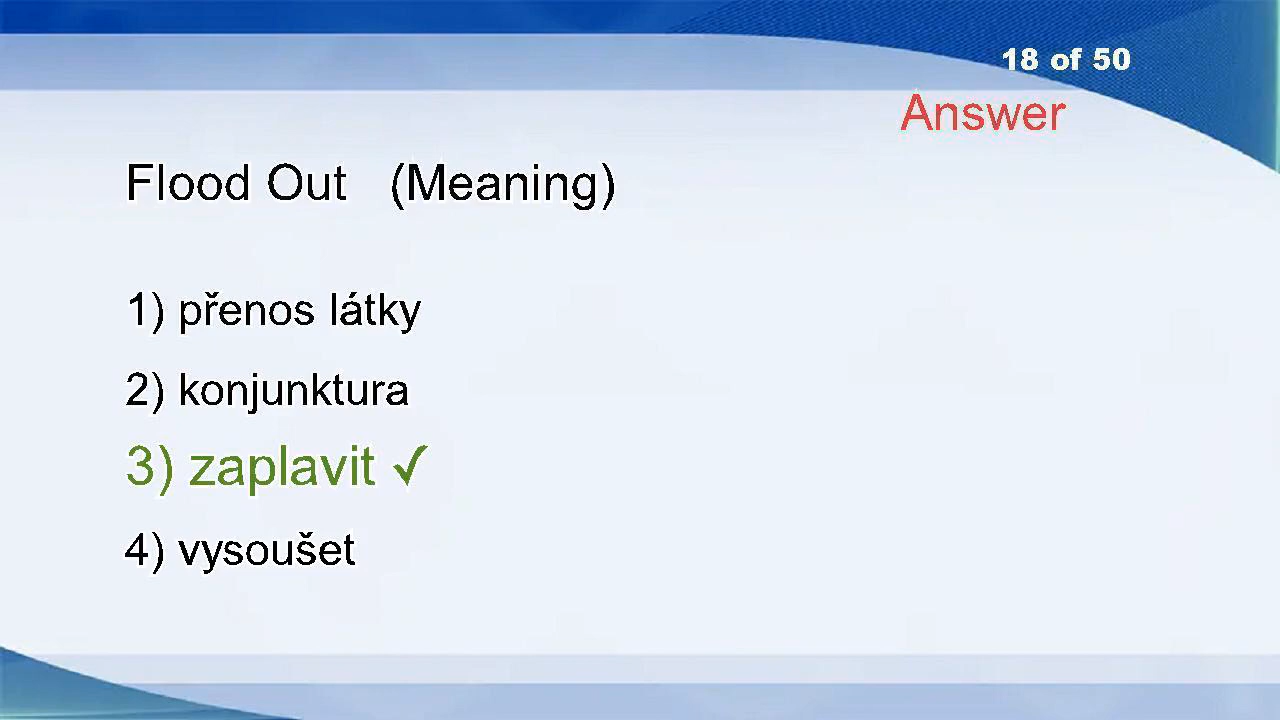 18 of 50
Answer
Flood Out (Meaning)
1) přenos látky
2) konjunktura
3) zaplavit ✓
4) vysoušet